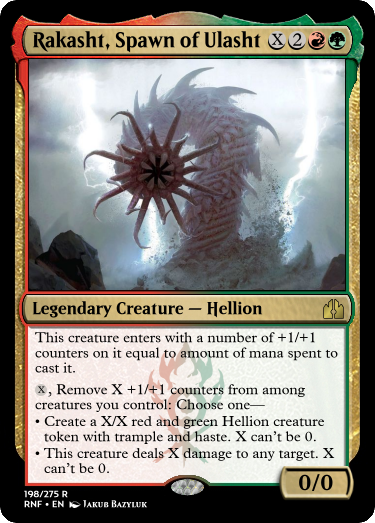 Rakasht, Spawn of Ulasht X 2
Legendary Creature — Hellion
This creature enters with a number of +1/+1
counters on it equal to amount of mana spent to
cast it.
X, Remove X +1/+1 counters from among
creatures you control: Choose one—
• Create a X/X red and green Hellion creature
token with trample and haste. X can't be 0.
• This creature deals X damage to any target. X
can't be 0.
0/0
198/275 R
RNF • EN Jakub Bazyluk